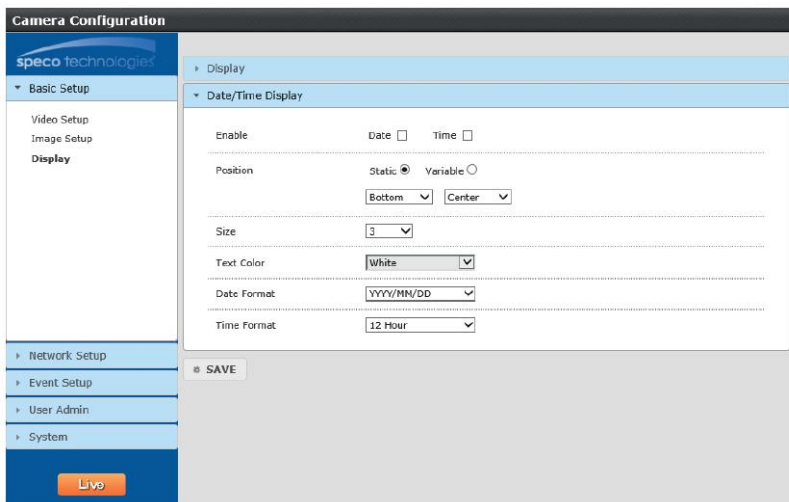 Camera Configuration
speco technologies
Basic Setup
Video Setup
Image Setup
Display
Network Setup
Event Setup
User Admin
System
Live
Display
Date/Time Display
Enable Date Time
Position Static Variable
Bottom Center
Size 3
Text Color White
Date Format YYYY/MM/DD
Time Format 12 Hour
SAVE